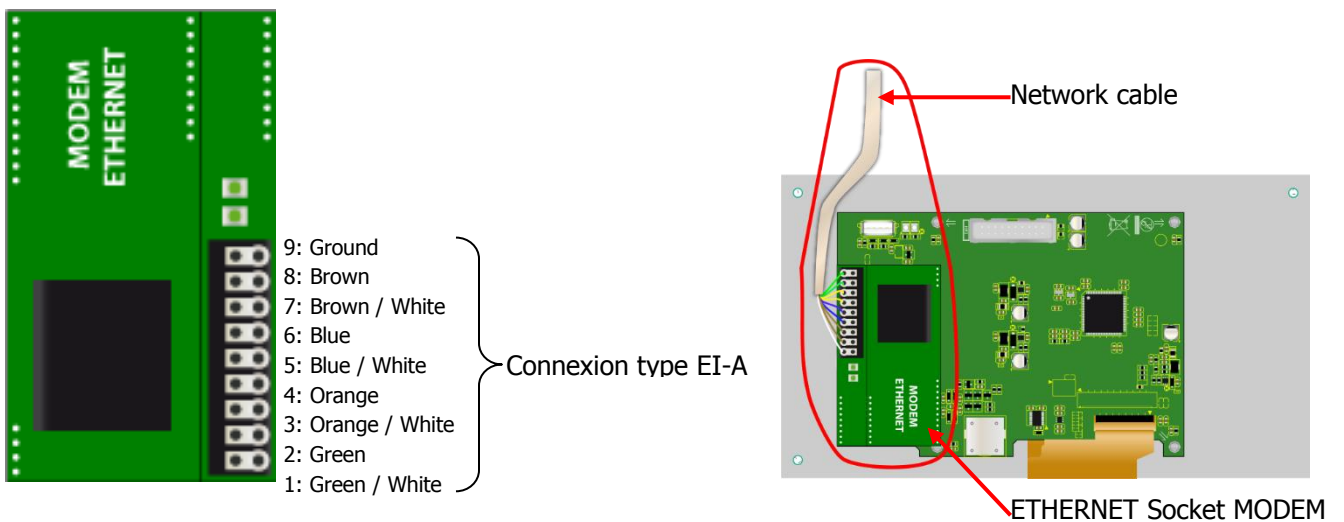 MODEM
ETHERNET
9: Ground
8: Brown
7: Brown / White
6: Blue
5: Blue / White
4: Orange
3: Orange / White
2: Green
1: Green / White
Connexion type EI-A
Network cable
MODEM
ETHERNET
ETHERNET Socket MODEM